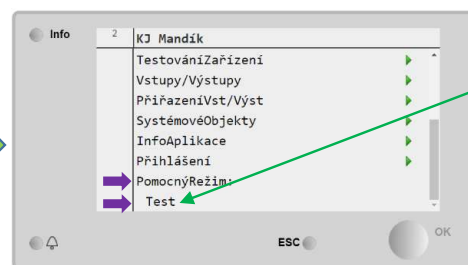 Info
2 KJ Mandík
TestováníZařízení
Vstupy/Výstupy
PřiřazeníVst/Výst
SystémovéObjekty
InfoAplikace
Přihlášení
PomocnýRežim:
Test
ESC
OK